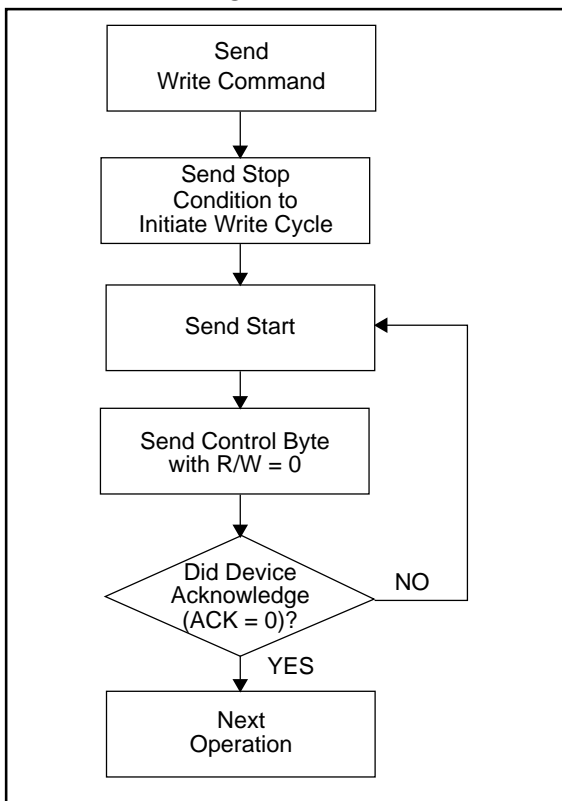 Send
Write Command
Send Stop
Condition to
Initiate Write Cycle
Send Start
Send Control Byte
with R/W = 0
Did Device
Acknowledge
(ACK = 0)?
NO
YES
Next
Operation